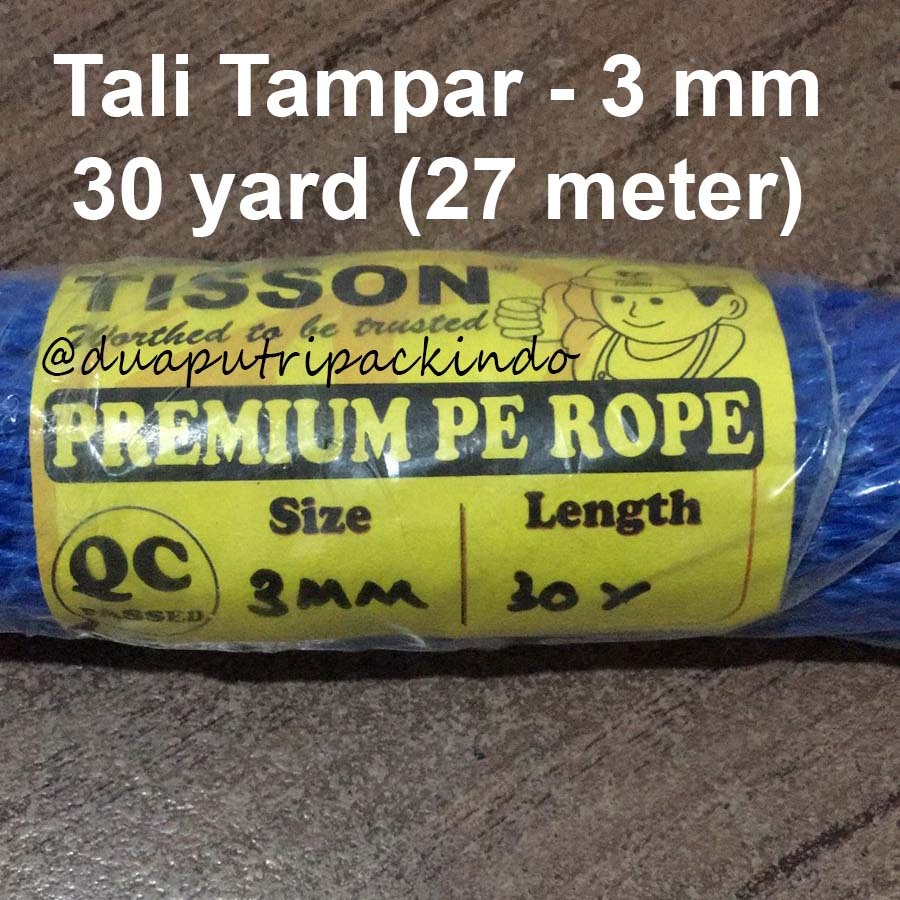 Tali Tampar - 3 mm
30 yard (27 meter)
TISSON
Worthed to be trusted
@duaputripackindo
PREMIUM PE ROPE
Size
Length
QC
PASSED
3mm
30 Y